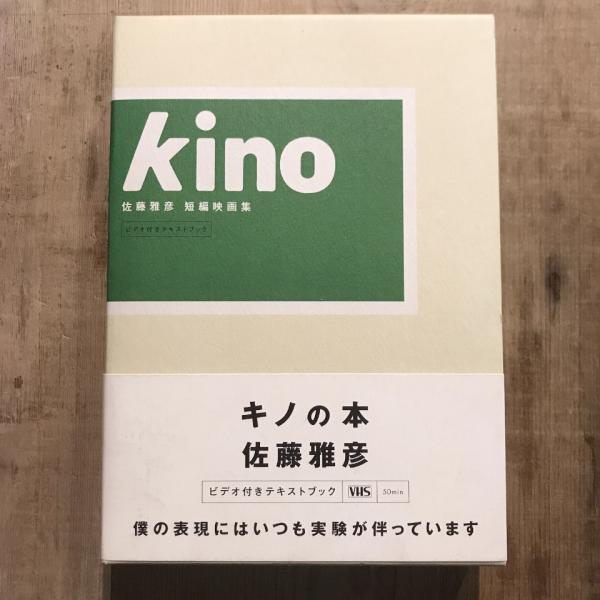 kino
佐藤雅彦 短編映画集
ビデオ付きテキストブック
キノの本
佐藤雅彦
ビデオ付きテキストブック VHS 50min
僕の表現にはいつも実験が伴っています